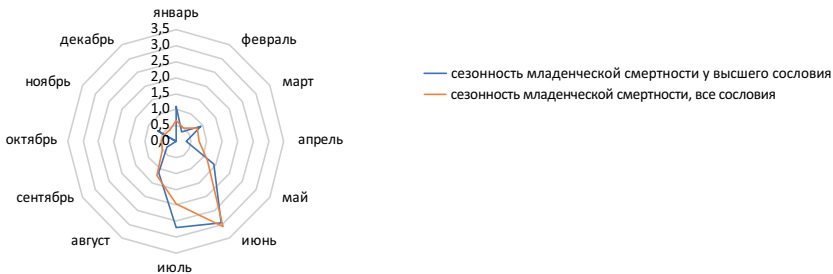 январь
февраль
март
апрель
май
июнь
июль
август
сентябрь
октябрь
ноябрь
декабрь
3,5
3,0
2,5
2,0
1,5
1,0
0,5
0,0
сезонность младенческой смертности у высшего сословия
сезонность младенческой смертности, все сословия